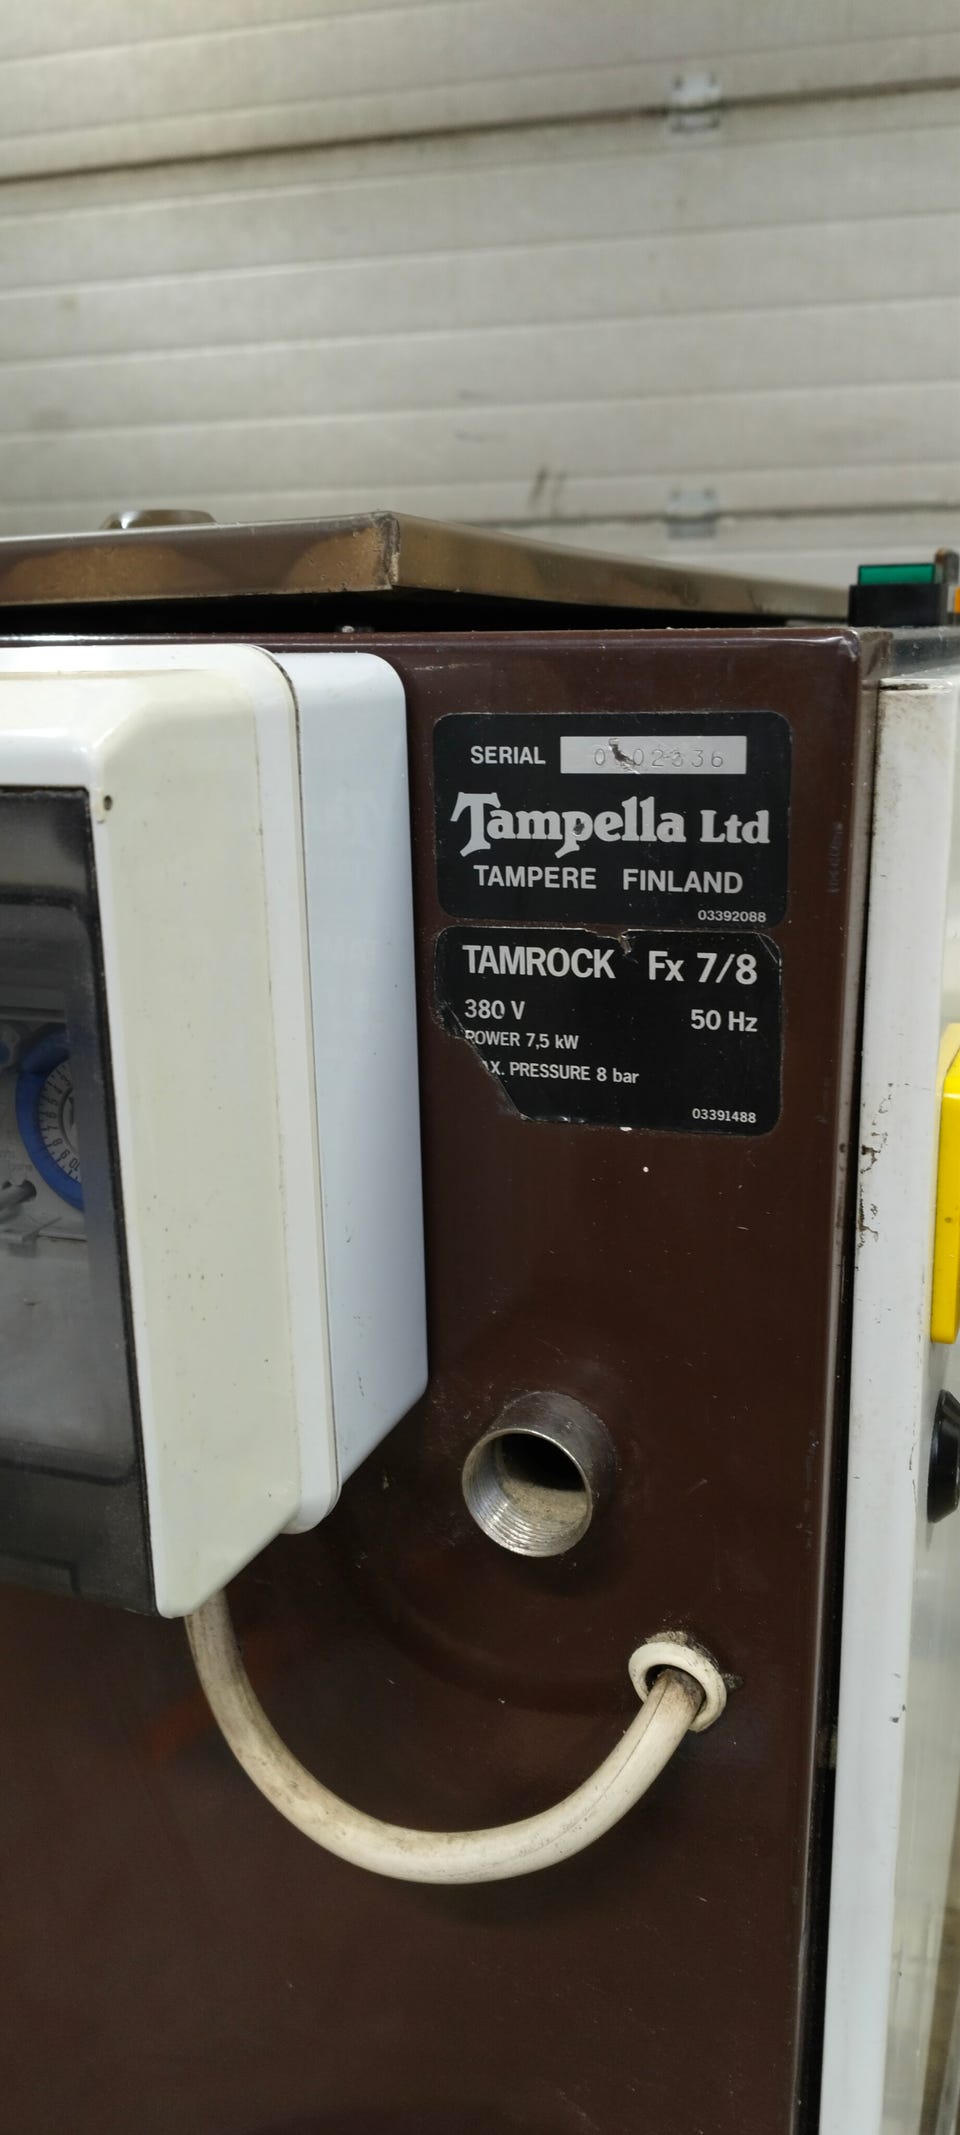 SERIAL
Tampella Ltd
TAMPERE FINLAND
03392088
TAMROCK Fx 7/8
380 V 50 Hz
POWER 7,5 kW
PRESSURE 8 bar
03391488